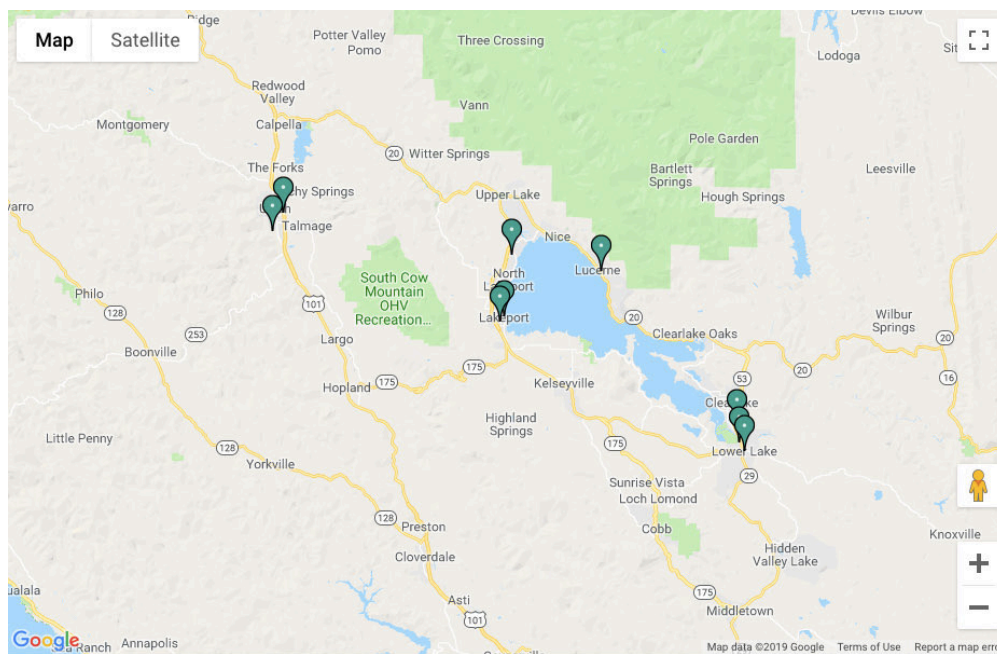 Map
Satellite
Ridge
Potter Valley
Pomo
Three Crossing
Devils Elbow
Lodoga
Redwood
Valley
Vann
Montgomery
Calpella
Pole Garden
20
Witter Springs
The Forks
Bartlett
Springs
Leesville
Upper Lake
Hough Springs
Talmage
Nice
South Cow
Mountain
OHV
Recreation...
North
Lucerne
Philo
101
Lakeport
128
20
Wilbur
Springs
253
Largo
Clearlake Oaks
Boonville
20
175
53
20
Hopland
175
Kelseyville
16
Highland
Springs
Little Penny
128
175
Lower Lake
Yorkville
29
Sunrise Vista
Loch Lomond
128
Preston
Cobb
Knoxville
Cloverdale
Hidden
Valley Lake
175
Asti
101
Middletown
Annapolis
Google
Map data ©2019 Google
Terms of Use
Report a map erro